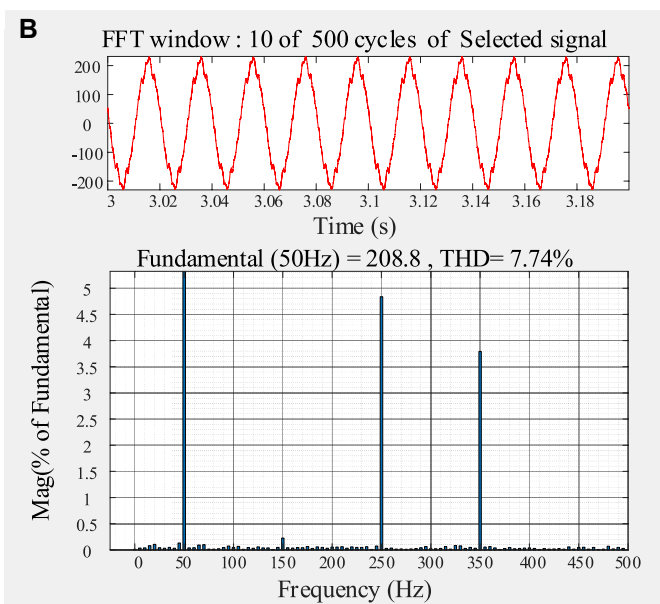 B
FFT window : 10 of 500 cycles of Selected signal
200
100
0
-100
-200
3 3.02 3.04 3.06 3.08 3.1 3.12 3.14 3.16 3.18
Time (s)
Fundamental (50Hz) = 208.8 , THD= 7.74%
Mag(% of Fundamental)
5
4.5
4
3.5
3
2.5
2
1.5
1
0.5
0
0 50 100 150 200 250 300 350 400 450 500
Frequency (Hz)